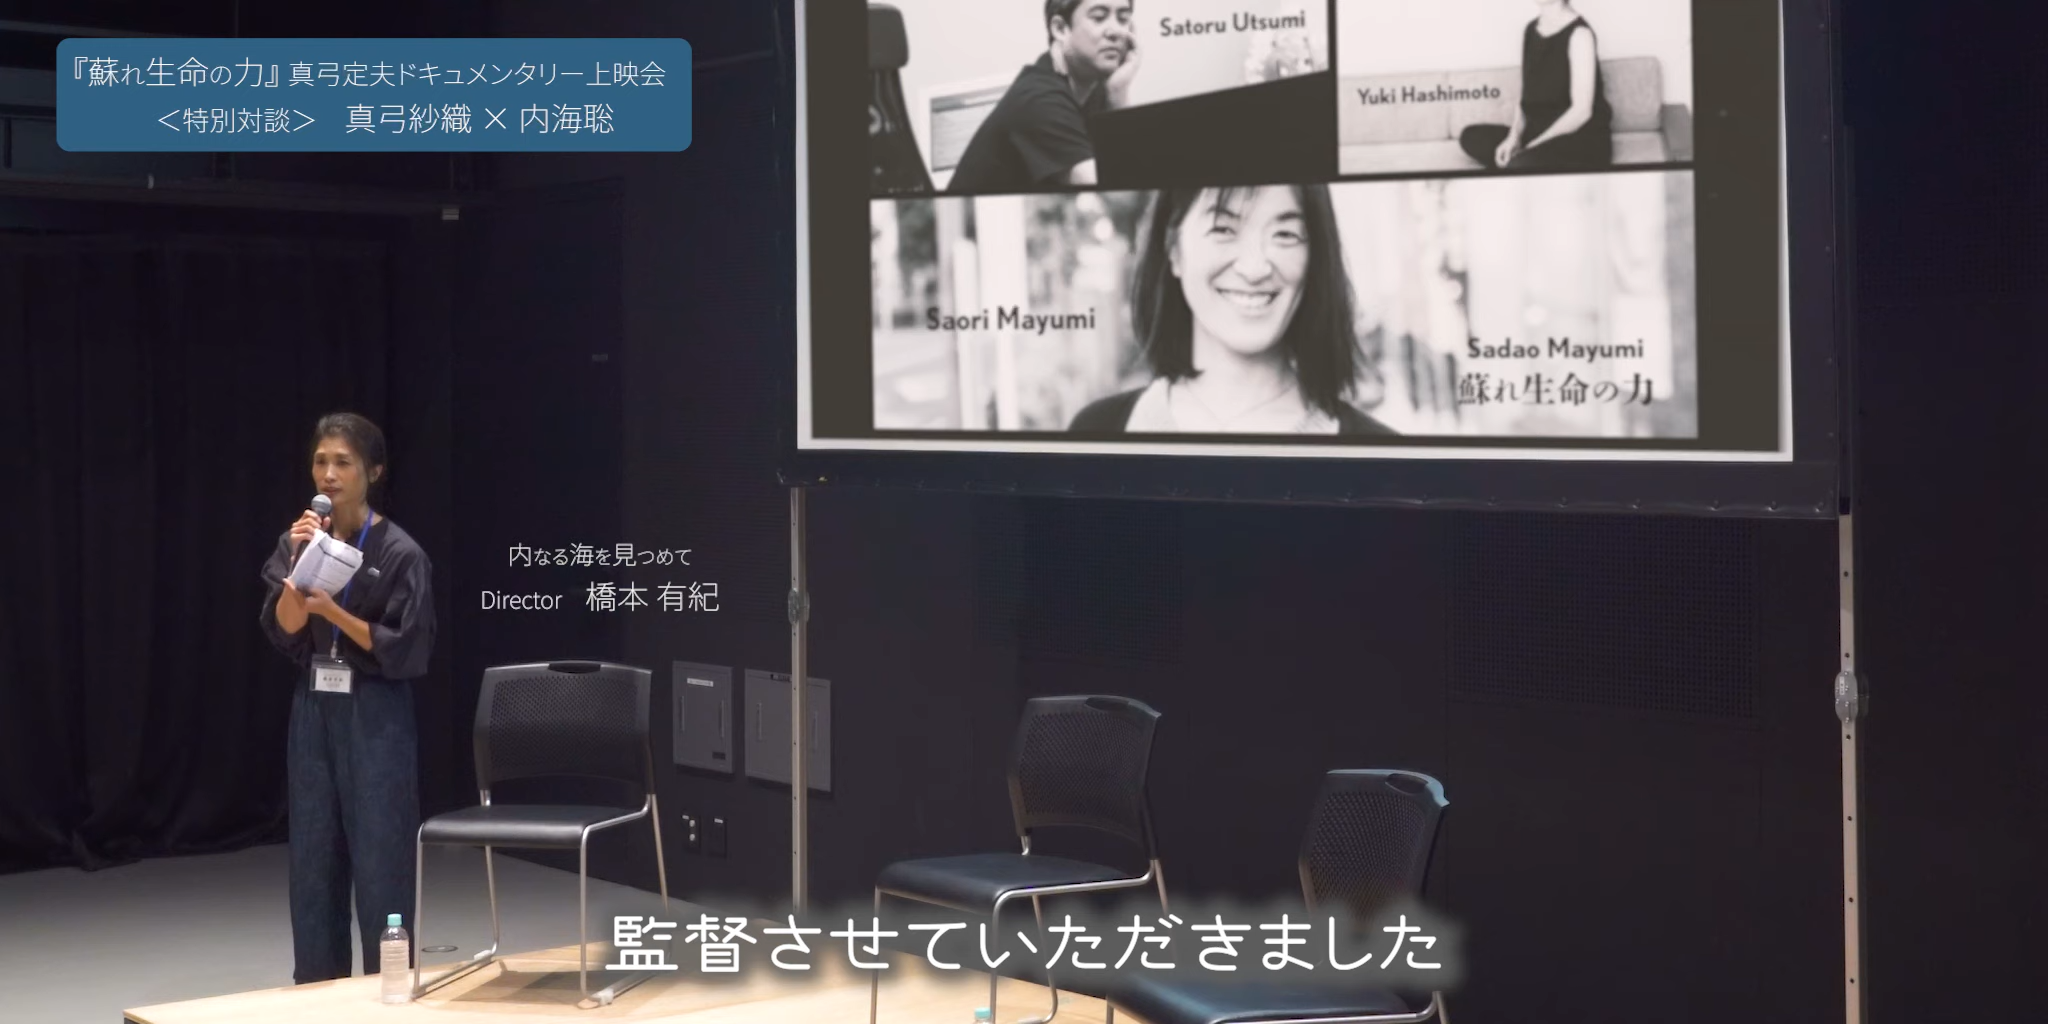 『蘇れ生命の力』真弓定夫ドキュメンタリー上映会
＜特別対談＞　真弓紗織 × 内海聡
Satoru Utsumi
Yuki Hashimoto
Saori Mayumi
Sadao Mayumi
蘇れ生命の力
内なる海を見つめて
Director　橋本 有紀
監督させていただきました